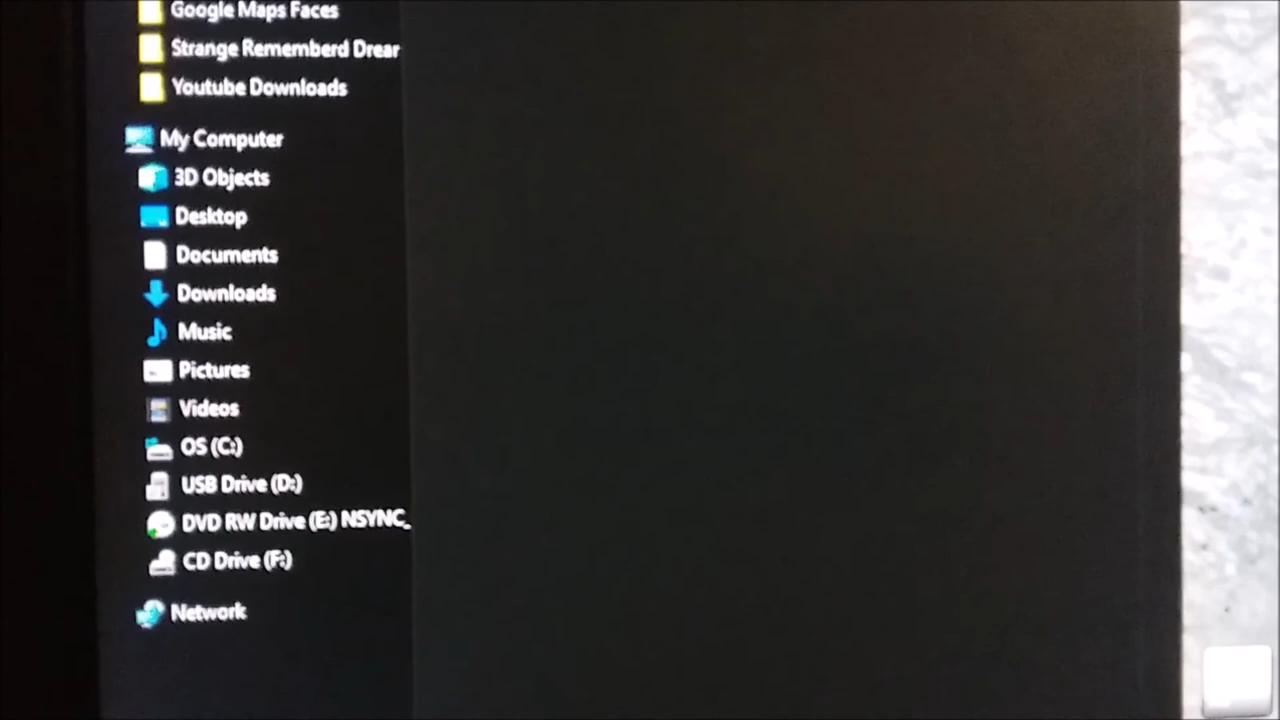 Google Maps Faces
Strange Rememberd Drear
Youtube Downloads
My Computer
3D Objects
Desktop
Documents
Downloads
Music
Pictures
Videos
OS (C:)
USB Drive (D:)
DVD RW Drive (E:) NSYNC_
CD Drive (F:)
Network